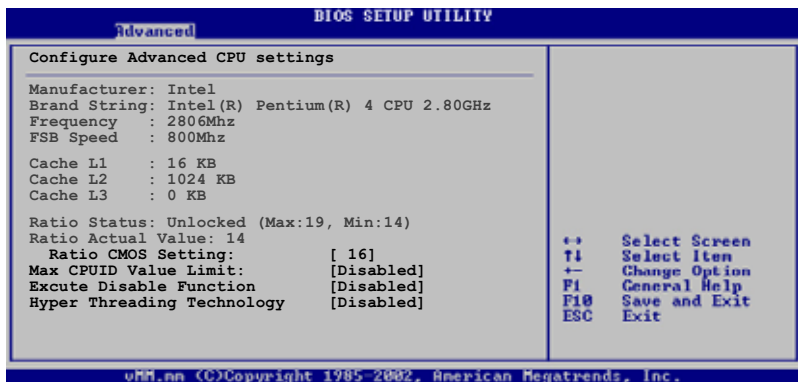 BIOS SETUP UTILITY
Advanced
Configure Advanced CPU settings
Manufacturer: Intel
Brand String: Intel(R) Pentium(R) 4 CPU 2.80GHz
Frequency : 2806Mhz
FSB Speed : 800Mhz
Cache L1 : 16 KB
Cache L2 : 1024 KB
Cache L3 : 0 KB
Ratio Status: Unlocked (Max:19, Min:14)
Ratio Actual Value: 14
Ratio CMOS Setting: [ 16]
Max CPUID Value Limit: [Disabled]
Excute Disable Function [Disabled]
Hyper Threading Technology [Disabled]
←→ Select Screen
↑↓ Select Item
+- Change Option
F1 General Help
F10 Save and Exit
ESC Exit
vMM.mm (C)Copyright 1985-2002, American Megatrends, Inc.